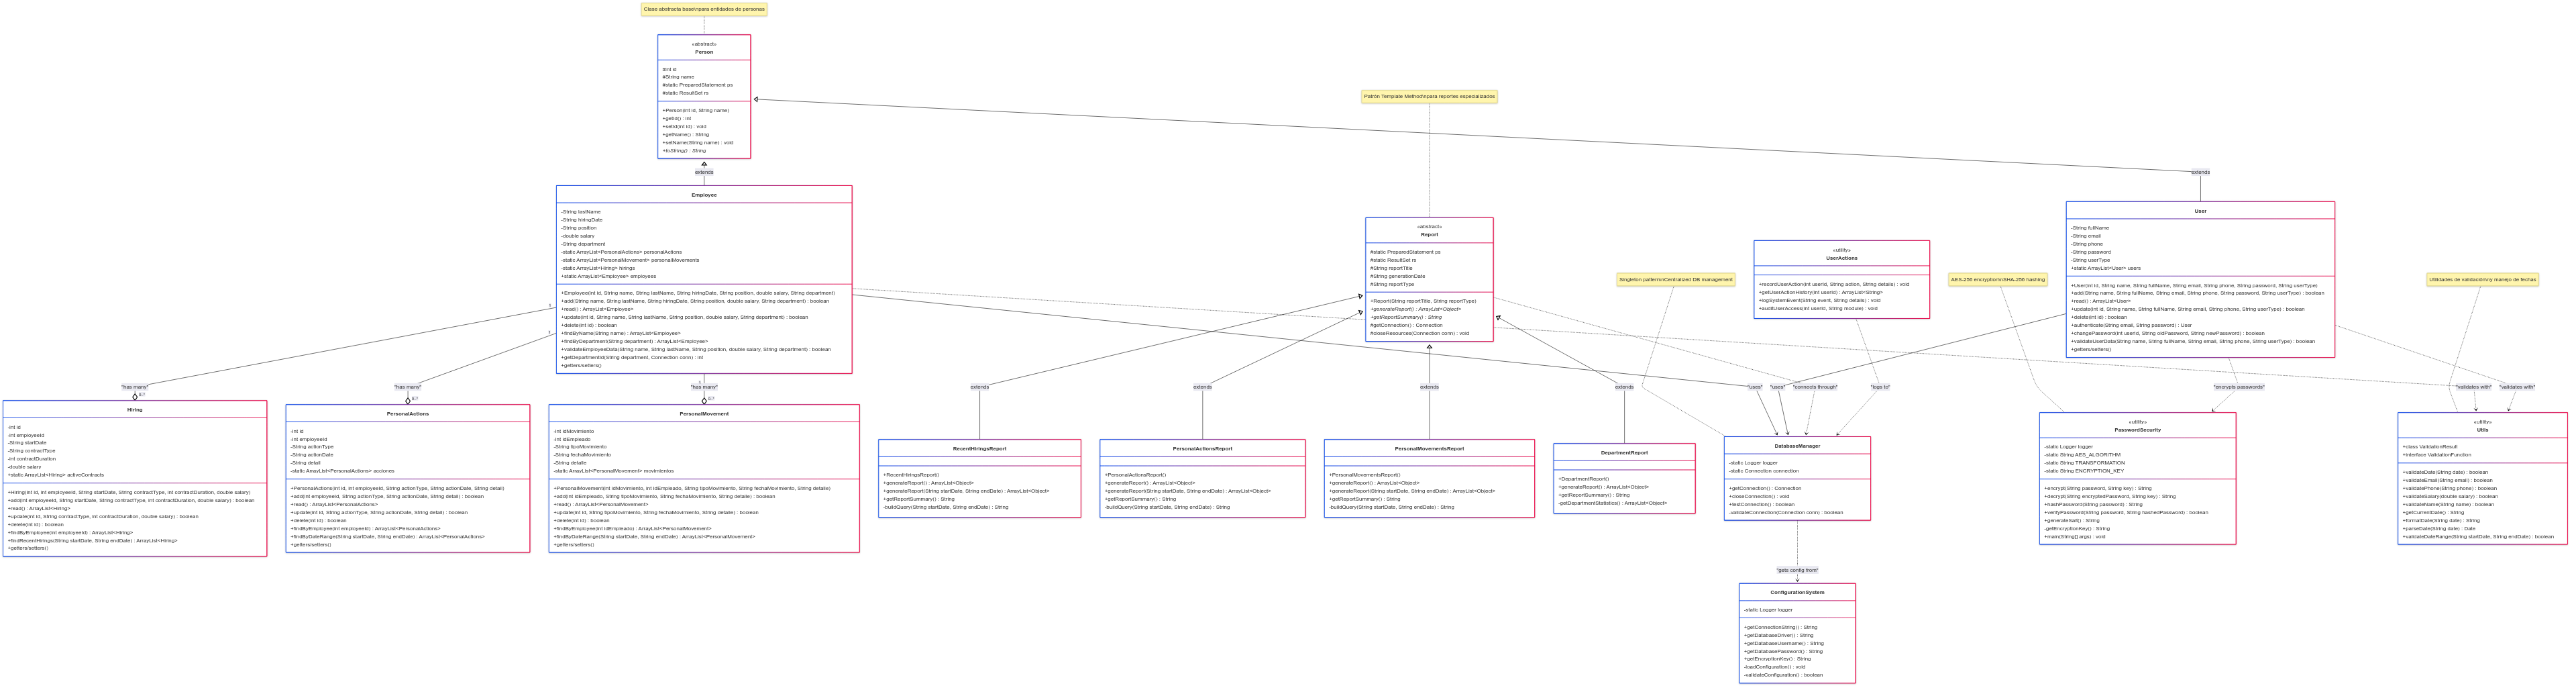 Clase abstracta base\npara entidades de personas
«abstract»
Person
#int id
#String name
#static PreparedStatement ps
#static ResultSet rs
+Person(int id, String name)
+getId() : int
+setId(int id) : void
+getName() : String
+setName(String name) : void
+toString() : String
extends
Employee
-String lastName
-String hiringDate
-String position
-double salary
-String department
-static ArrayList<PersonalActions> personalActions
-static ArrayList<PersonalMovement> personalMovements
-static ArrayList<Hiring> hirings
+static ArrayList<Employee> employees
+Employee(int id, String name, String lastName, String hiringDate, String position, double salary, String department)
+add(String name, String lastName, String hiringDate, String position, double salary, String department) : boolean
+read() : ArrayList<Employee>
+update(int id, String name, String lastName, String position, double salary, String department) : boolean
+delete(int id) : boolean
+findByName(String name) : ArrayList<Employee>
+findByDepartment(String department) : ArrayList<Employee>
+validateEmployeeData(String name, String lastName, String position, double salary, String department) : boolean
+getDepartmentId(String department, Connection conn) : int
+getters/setters()
1
1
1
"has many"
"has many"
"has many"
0..*
0..*
0..*
Hiring
-int id
-int employeeId
-String startDate
-String contractType
-int contractDuration
-double salary
+static ArrayList<Hiring> activeContracts
+Hiring(int id, int employeeId, String startDate, String contractType, int contractDuration, double salary)
+add(int employeeId, String startDate, String contractType, int contractDuration, double salary) : boolean
+read() : ArrayList<Hiring>
+update(int id, String contractType, int contractDuration, double salary) : boolean
+delete(int id) : boolean
+findByEmployee(int employeeId) : ArrayList<Hiring>
+findRecentHirings(String startDate, String endDate) : ArrayList<Hiring>
+getters/setters()
PersonalActions
-int id
-int employeeId
-String actionType
-String actionDate
-String detail
-static ArrayList<PersonalActions> acciones
+PersonalActions(int id, int employeeId, String actionType, String actionDate, String detail)
+add(int employeeId, String actionType, String actionDate, String detail) : boolean
+read() : ArrayList<PersonalActions>
+update(int id, String actionType, String actionDate, String detail) : boolean
+delete(int id) : boolean
+findByEmployee(int employeeId) : ArrayList<PersonalActions>
+findByDateRange(String startDate, String endDate) : ArrayList<PersonalActions>
+getters/setters()
PersonalMovement
-int idMovimiento
-int idEmpleado
-String tipoMovimiento
-String fechaMovimiento
-String detalle
-static ArrayList<PersonalMovement> movimientos
+PersonalMovement(int idMovimiento, int idEmpleado, String tipoMovimiento, String fechaMovimiento, String detalle)
+add(int idEmpleado, String tipoMovimiento, String fechaMovimiento, String detalle) : boolean
+read() : ArrayList<PersonalMovement>
+update(int id, String tipoMovimiento, String fechaMovimiento, String detalle) : boolean
+delete(int id) : boolean
+findByEmployee(int idEmpleado) : ArrayList<PersonalMovement>
+findByDateRange(String startDate, String endDate) : ArrayList<PersonalMovement>
+getters/setters()
Patrón Template Method\npara reportes especializados
«abstract»
Report
#static PreparedStatement ps
#static ResultSet rs
#String reportTitle
#String generationDate
#String reportType
+Report(String reportTitle, String reportType)
+generateReport() : ArrayList<Object>
+getReportSummary() : String
#getConnection() : Connection
#closeResources(Connection conn) : void
extends
extends
extends
extends
RecentHiringsReport
+RecentHiringsReport()
+generateReport() : ArrayList<Object>
+generateReport(String startDate, String endDate) : ArrayList<Object>
+getReportSummary() : String
-buildQuery(String startDate, String endDate) : String
PersonalActionsReport
+PersonalActionsReport()
+generateReport() : ArrayList<Object>
+generateReport(String startDate, String endDate) : ArrayList<Object>
+getReportSummary() : String
-buildQuery(String startDate, String endDate) : String
PersonalMovementsReport
+PersonalMovementsReport()
+generateReport() : ArrayList<Object>
+generateReport(String startDate, String endDate) : ArrayList<Object>
+getReportSummary() : String
-buildQuery(String startDate, String endDate) : String
DepartmentReport
+DepartmentReport()
+generateReport() : ArrayList<Object>
+getReportSummary() : String
-getDepartmentStatistics() : ArrayList<Object>
Singleton pattern\nCentralized DB management
«utility»
UserActions
+recordUserAction(int userId, String action, String details) : void
+getUserActionHistory(int userId) : ArrayList<String>
+logSystemEvent(String event, String details) : void
+auditUserAccess(int userId, String module) : void
"uses"
"uses"
"connects through"
"logs to"
DatabaseManager
-static Logger logger
-static Connection connection
+getConnection() : Connection
+closeConnection() : void
+testConnection() : boolean
-validateConnection(Connection conn) : boolean
"gets config from"
ConfigurationSystem
-static Logger logger
+getConnectionString() : String
+getDatabaseDriver() : String
+getDatabaseUsername() : String
+getDatabasePassword() : String
+getEncryptionKey() : String
-loadConfiguration() : void
-validateConfiguration() : boolean
extends
User
-String fullName
-String email
-String phone
-String password
-String userType
+static ArrayList<User> users
+User(int id, String name, String fullName, String email, String phone, String password, String userType)
+add(String name, String fullName, String email, String phone, String password, String userType) : boolean
+read() : ArrayList<User>
+update(int id, String name, String fullName, String email, String phone, String userType) : boolean
+delete(int id) : boolean
+authenticate(String email, String password) : User
+changePassword(int userId, String oldPassword, String newPassword) : boolean
+validateUserData(String name, String fullName, String email, String phone, String userType) : boolean
+getters/setters()
AES-256 encryption\nSHA-256 hashing
"encrypts passwords"
«utility»
PasswordSecurity
-static Logger logger
-static String AES_ALGORITHM
-static String TRANSFORMATION
-static String ENCRYPTION_KEY
+encrypt(String password, String key) : String
+decrypt(String encryptedPassword, String key) : String
+hashPassword(String password) : String
+verifyPassword(String password, String hashedPassword) : boolean
+generateSalt() : String
-getEncryptionKey() : String
+main(String[] args) : void
Utilidades de validación\ny manejo de fechas
"validates with"
"validates with"
«utility»
Utils
+class ValidationResult
+interface ValidationFunction
+validateDate(String date) : boolean
+validateEmail(String email) : boolean
+validatePhone(String phone) : boolean
+validateSalary(double salary) : boolean
+validateName(String name) : boolean
+getCurrentDate() : String
+formatDate(String date) : String
+parseDate(String date) : Date
+validateDateRange(String startDate, String endDate) : boolean